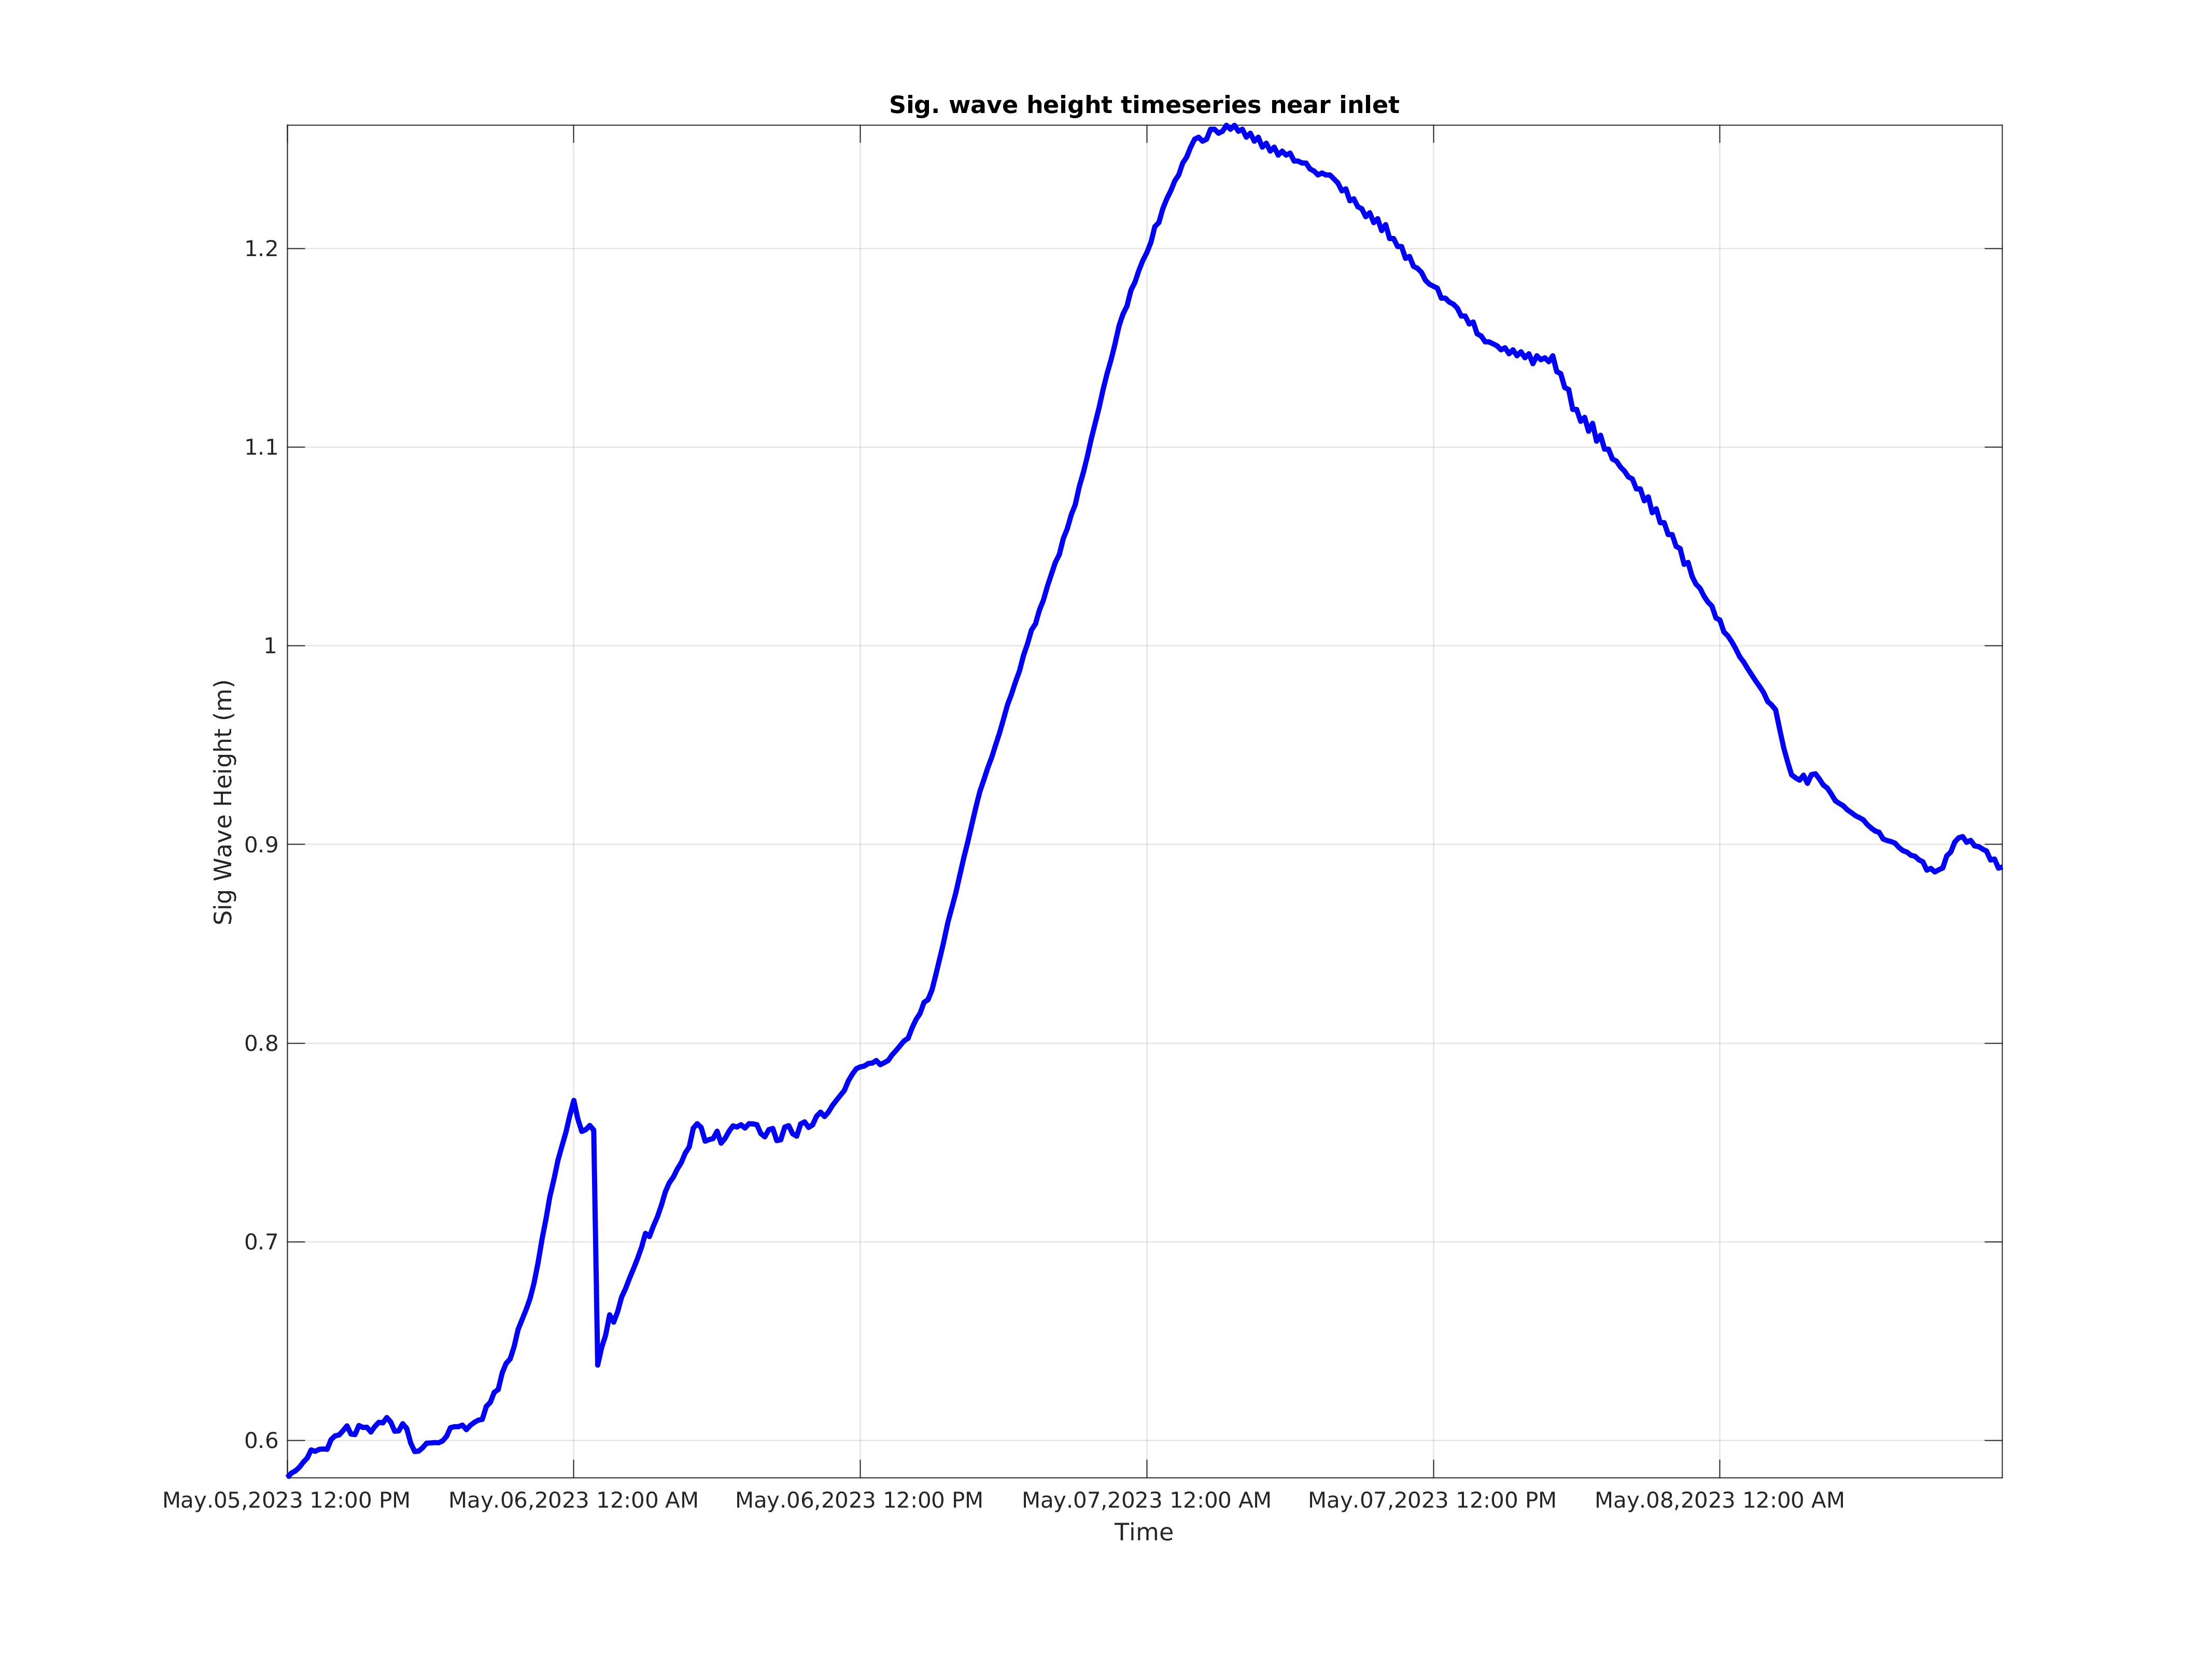 Sig. wave height timeseries near inlet
1.2
1.1
1
0.9
0.8
0.7
0.6
Sig Wave Height (m)
May.05,2023 12:00 PM May.06,2023 12:00 AM May.06,2023 12:00 PM May.07,2023 12:00 AM May.07,2023 12:00 PM May.08,2023 12:00 AM
Time